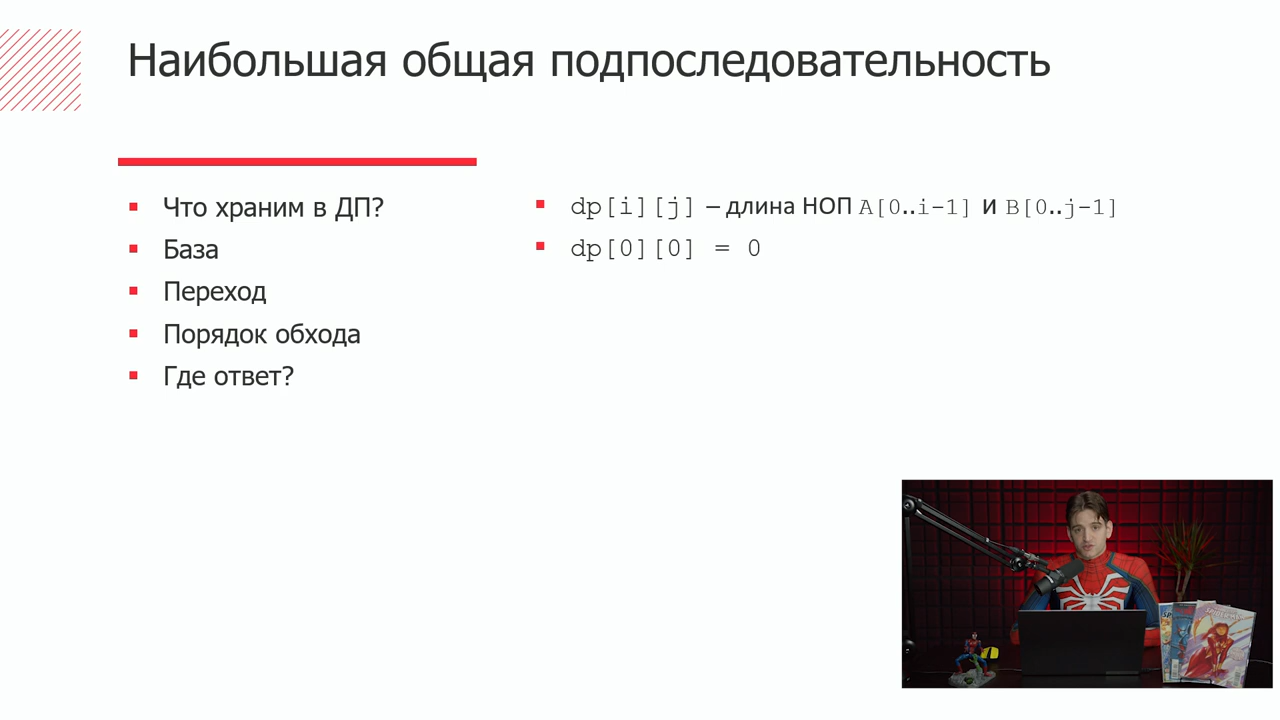 Наибольшая общая подпоследовательность
Что храним в ДП?
База
Переход
Порядок обхода
Где ответ?
dp[i][j] – длина НОП A[0..i-1] и B[0..j-1]
dp[0][0] = 0